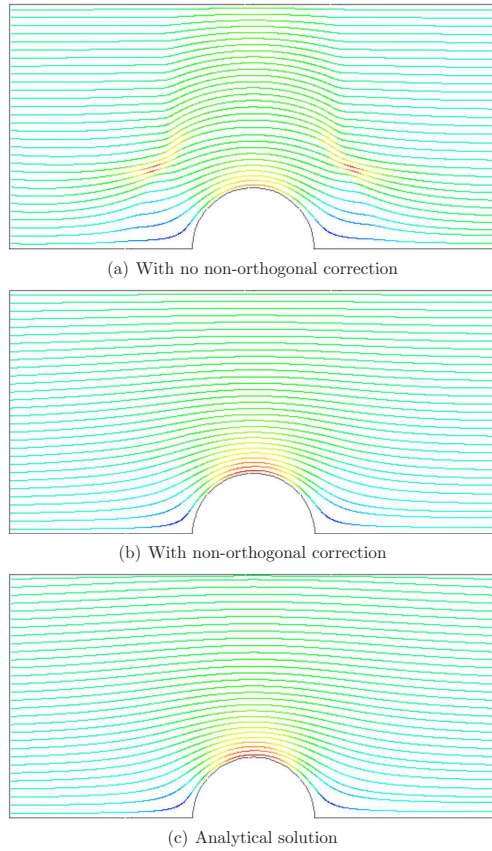 (a) With no non-orthogonal correction
(b) With non-orthogonal correction
(c) Analytical solution